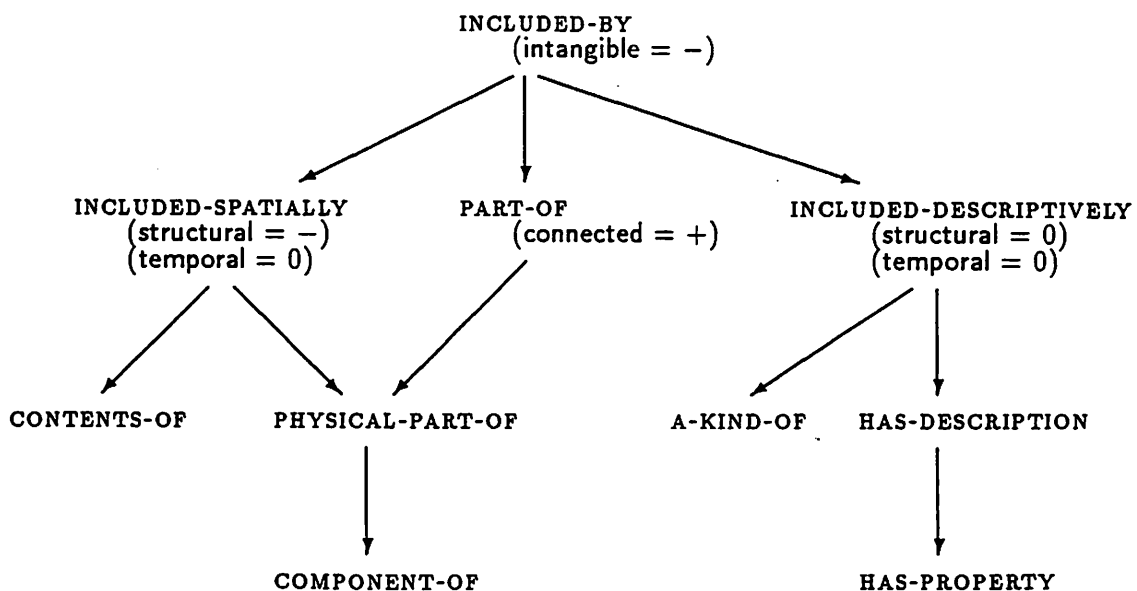 INCLUDED-BY
(intangible = −)
INCLUDED-SPATIALLY
(structural = −)
(temporal = 0)
PART-OF
(connected = +)
INCLUDED-DESCRIPTIVELY
(structural = 0)
(temporal = 0)
CONTENTS-OF
PHYSICAL-PART-OF
A-KIND-OF
HAS-DESCRIPTION
COMPONENT-OF
HAS-PROPERTY